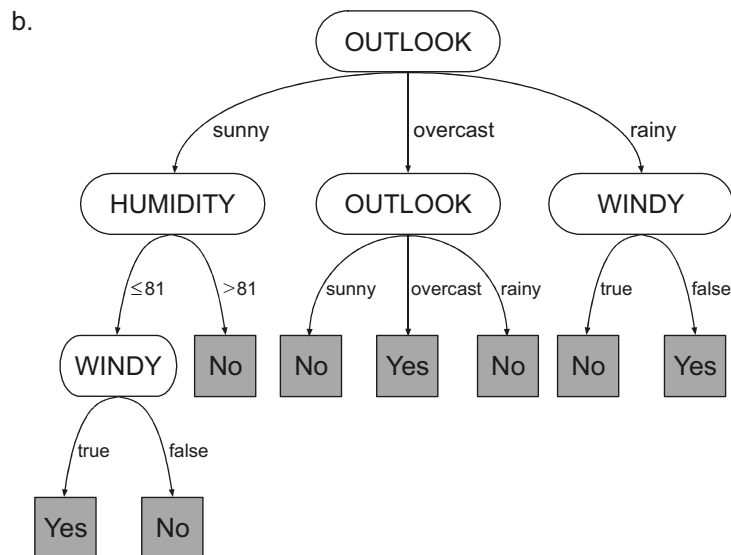 b.
OUTLOOK
sunny overcast rainy
HUMIDITY OUTLOOK WINDY
≤81 >81 sunny overcast rainy true false
WINDY No No Yes No No Yes
true false
Yes No